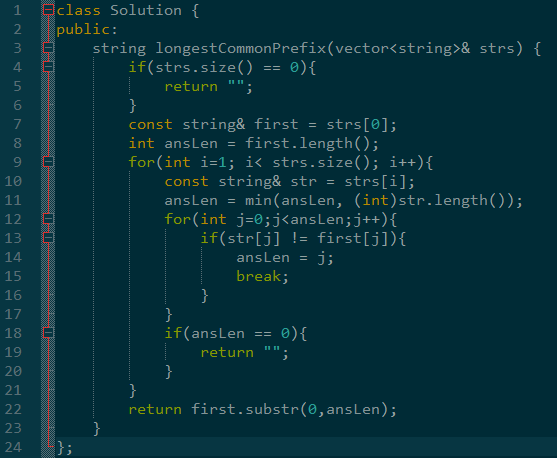 1 class Solution {
2 public:
3     string longestCommonPrefix(vector<string>& strs) {
4         if(strs.size() == 0){
5             return "";
6         }
7         const string& first = strs[0];
8         int ansLen = first.length();
9         for(int i=1; i< strs.size(); i++){
10             const string& str = strs[i];
11             ansLen = min(ansLen, (int)str.length());
12             for(int j=0;j<ansLen;j++){
13                 if(str[j] != first[j]){
14                     ansLen = j;
15                     break;
16                 }
17             }
18             if(ansLen == 0){
19                 return "";
20             }
21         }
22         return first.substr(0,ansLen);
23     }
24 };